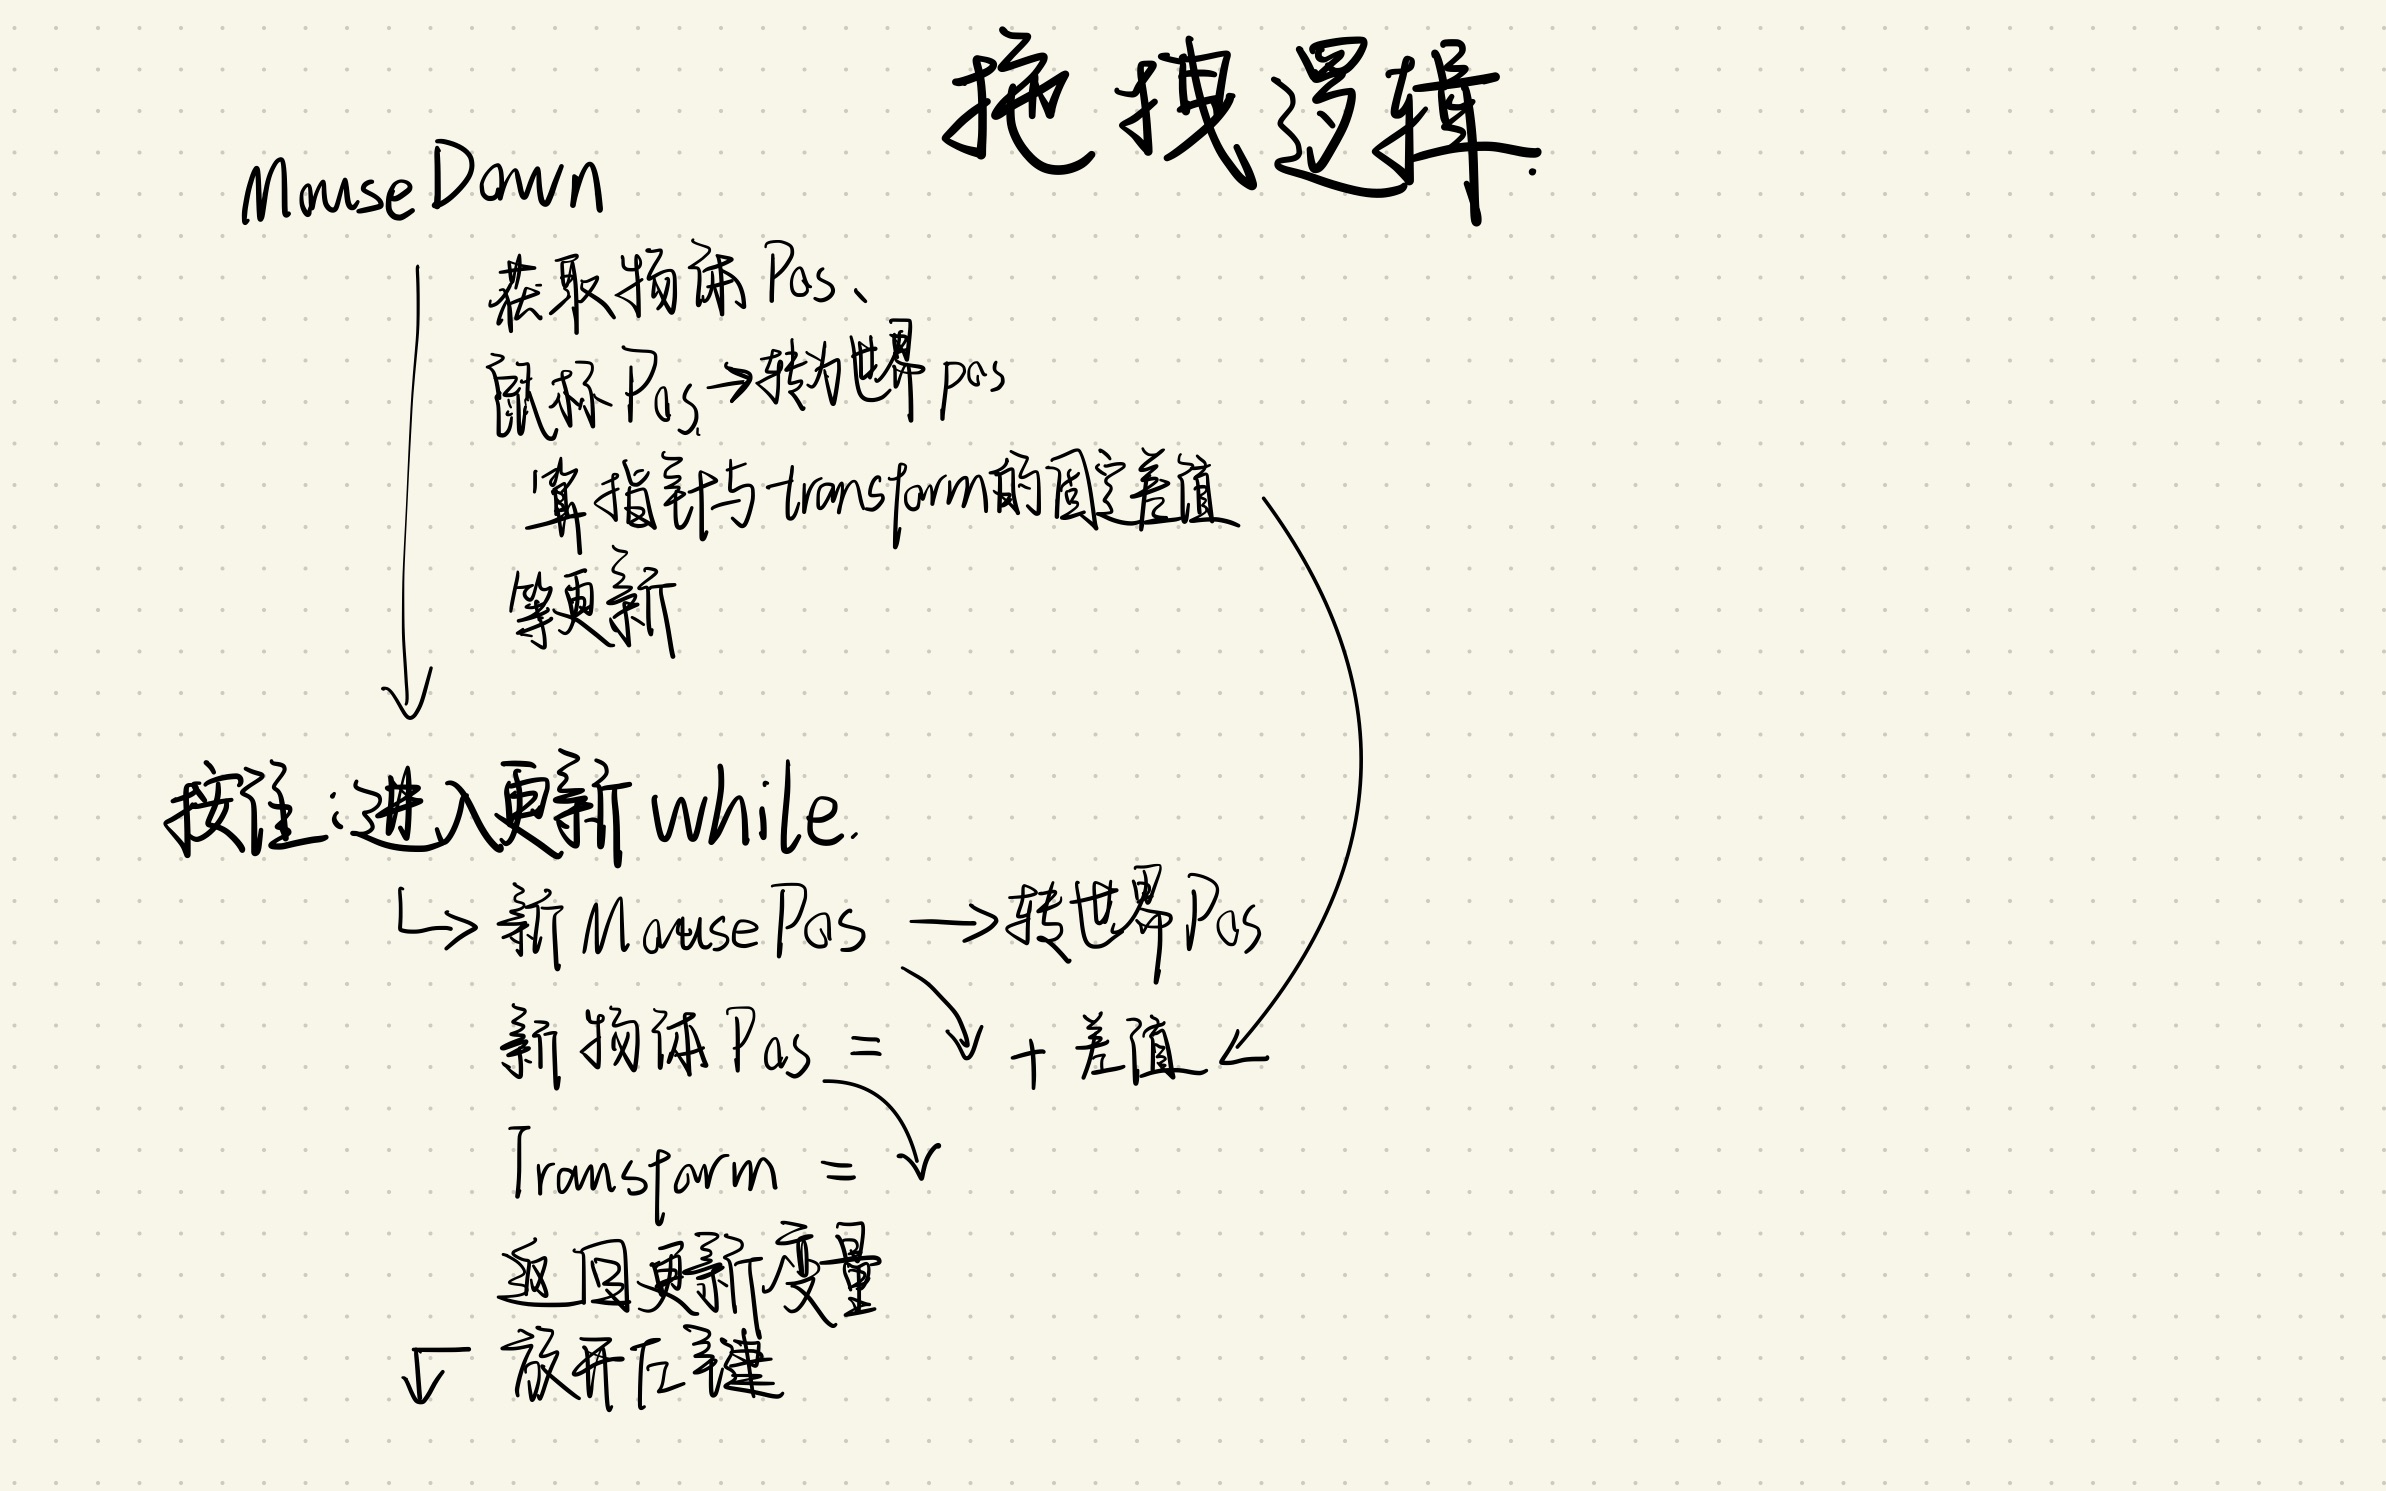 拖拽逻辑.
MouseDown
获取物体Pos、
鼠标Pos→转为世界pos
算指针与transform的固定差值
等更新
按住:进入更新while.
新MousePos → 转世界Pos
新物体Pos = + 差值
Transform =
返回更新变量
放开左键